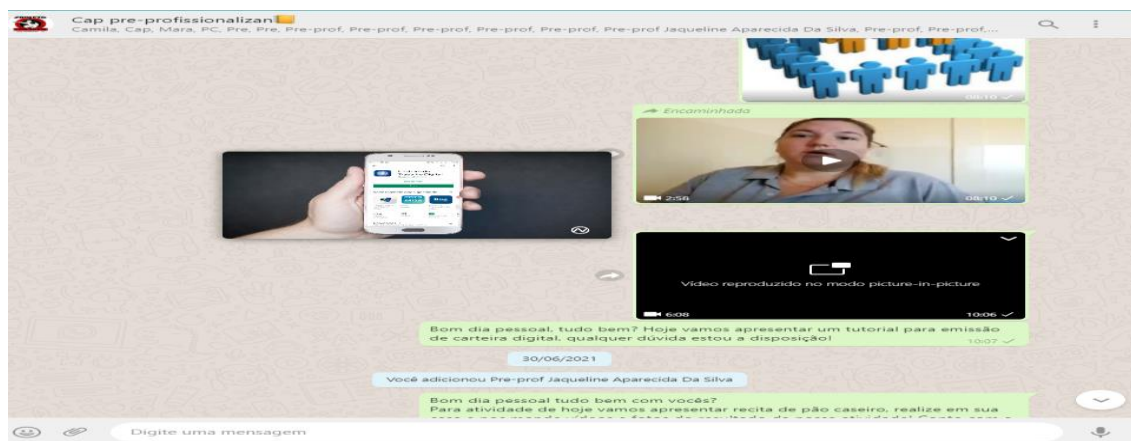 Cap pre-profissionalizan
Camila, Cap, Mara, PC, Pre, Pre, Pre-prof, Pre-prof, Pre-prof, Pre-prof, Pre-prof, Pre-prof Jaqueline Aparecida Da Silva, Pre-prof, Pre-prof,...
08:10
Encaminhada
2:56
08:10
Vídeo reproduzido no modo picture-in-picture
6:08
10:06
Bom dia pessoal, tudo bem? Hoje vamos apresentar um tutorial para emissão
de carteira digital, qualquer dúvida estou a disposição!
10:07
30/06/2021
Você adicionou Pre-prof Jaqueline Aparecida Da Silva
Bom dia pessoal tudo bem com vocês?
Para atividade de hoje vamos apresentar recita de pão caseiro, realize em sua
Digite uma mensagem